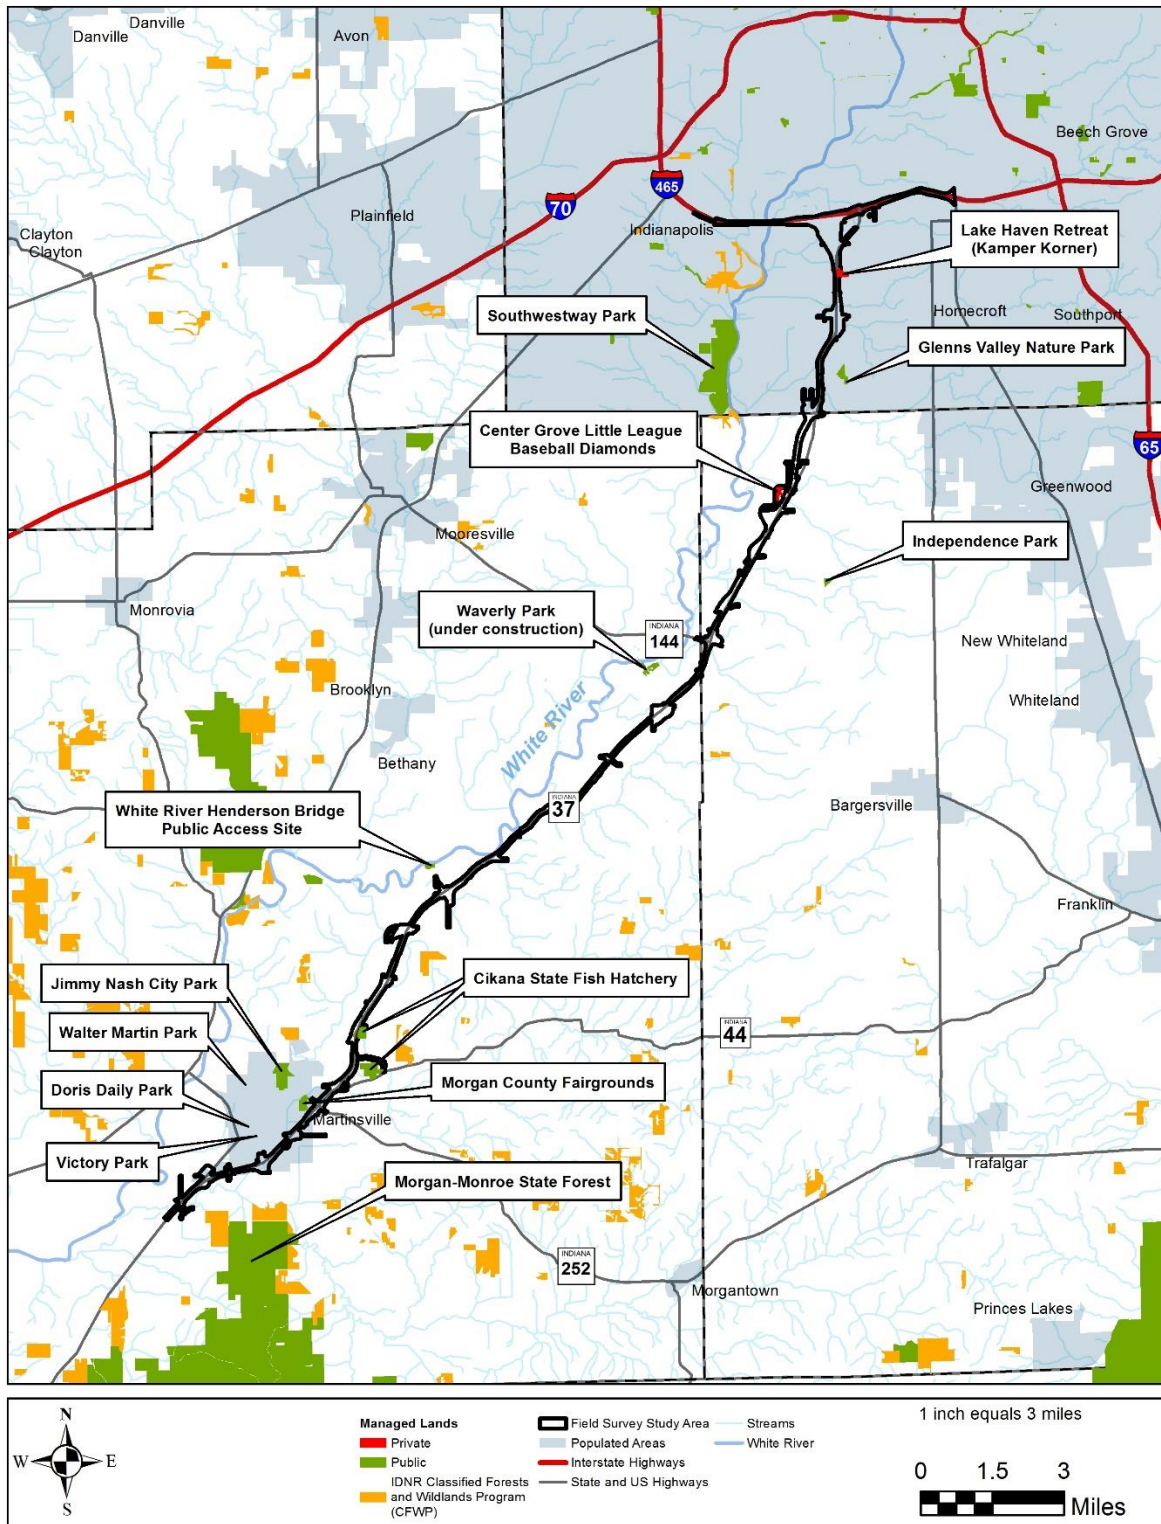 Danville
Danville
Avon
Beech Grove
70
465
Plainfield
Indianapolis
Clayton
Clayton
Lake Haven Retreat
(Kamper Korner)
Southwestway Park
Homecroft
Southport
Glenns Valley Nature Park
Center Grove Little League
Baseball Diamonds
65
Greenwood
Mooresville
Independence Park
Monrovia
Waverly Park
(under construction)
INDIANA
144
New Whiteland
Brooklyn
Whiteland
White River
Bethany
INDIANA
37
Bargersville
White River Henderson Bridge
Public Access Site
Franklin
Jimmy Nash City Park
Cikana State Fish Hatchery
Walter Martin Park
INDIANA
44
Doris Daily Park
Morgan County Fairgrounds
Martinsville
Victory Park
Trafalgar
Morgan-Monroe State Forest
INDIANA
252
Morgantown
Princes Lakes
N
W
E
S
Managed Lands
Private
Public
IDNR Classified Forests
and Wildlands Program
(CFWP)
Field Survey Study Area
Populated Areas
Interstate Highways
State and US Highways
Streams
White River
1 inch equals 3 miles
0 1.5 3
Miles